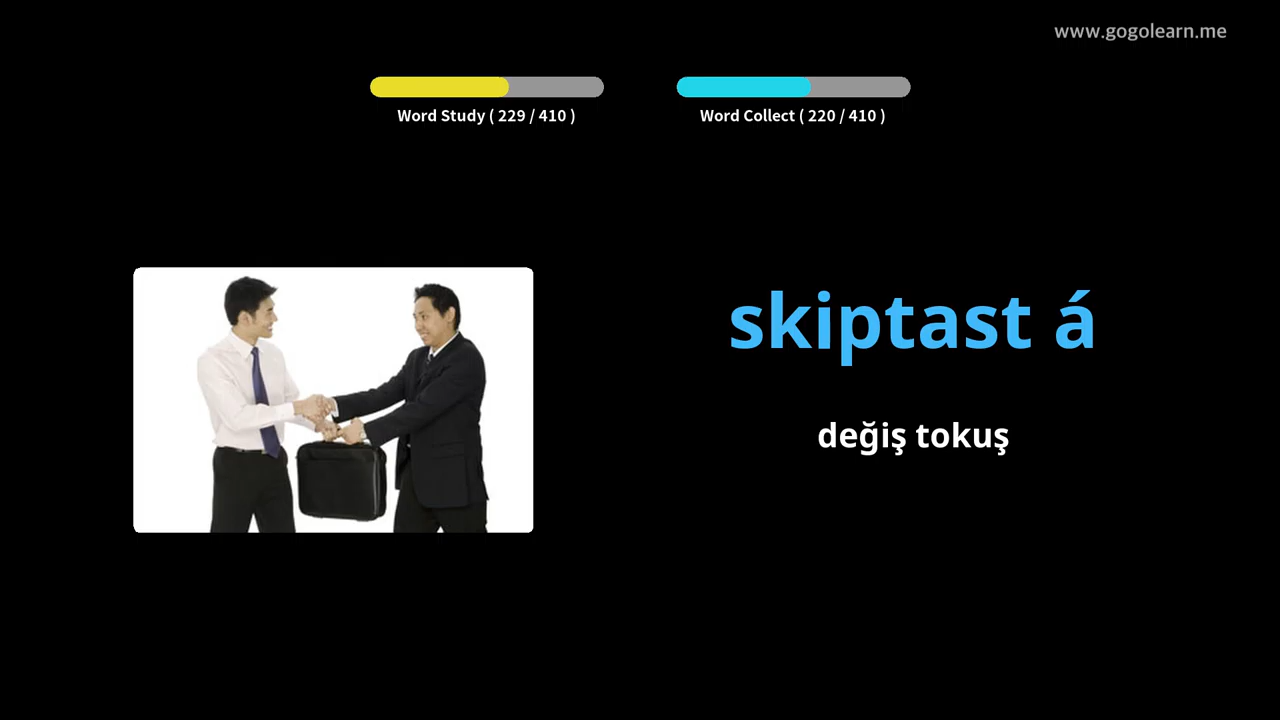 www.gogolearn.me
Word Study ( 229 / 410 )
Word Collect ( 220 / 410 )
skiptast á
değiş tokuş